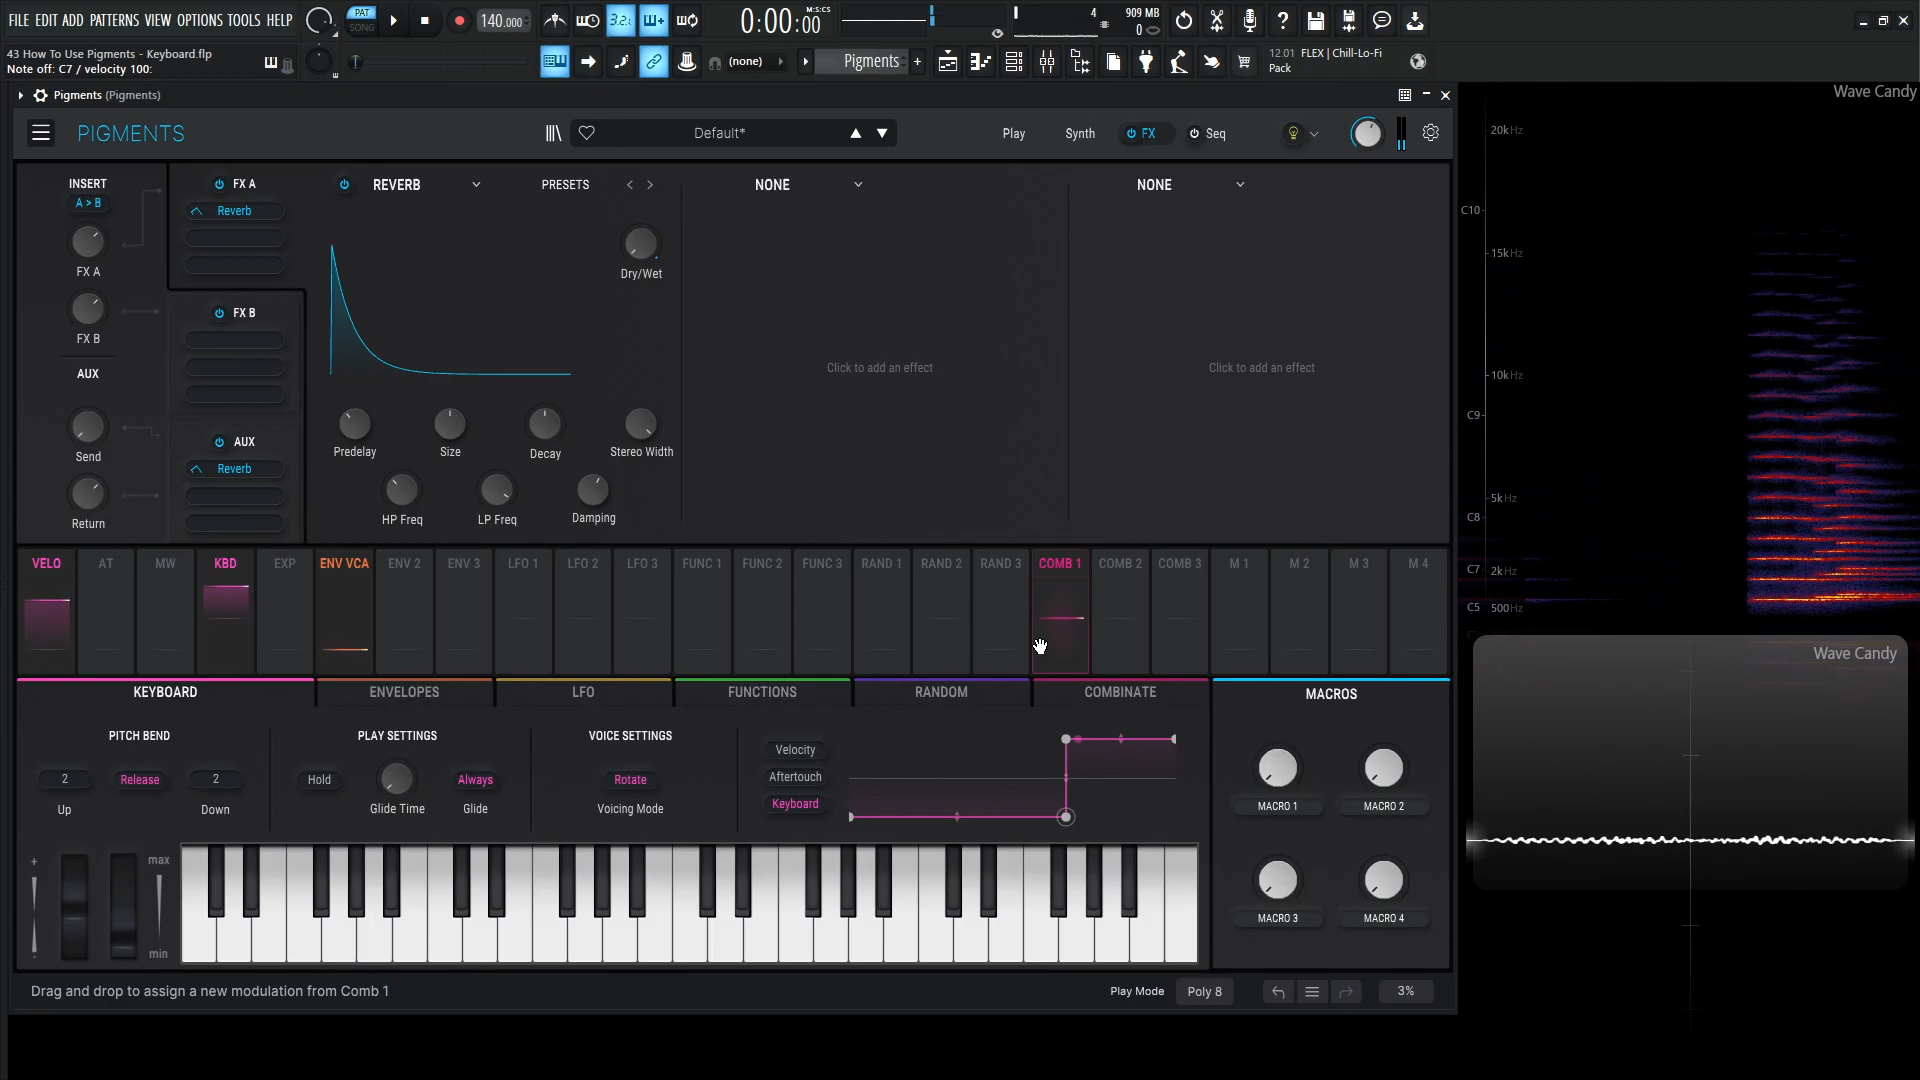 FILE EDIT ADD PATTERNS VIEW OPTIONS TOOLS HELP
PAT
SONG
140.000
3.2.
0:00:00
M:S:CS
4
909 MB
0
43 How To Use Pigments - Keyboard.flp
Note off: C7 / velocity 100:
(none)
Pigments
12.01 FLEX | Chill-Lo-Fi
Pack
Pigments (Pigments)
Wave Candy
PIGMENTS
Default*
Play
Synth
FX
Seq
INSERT
A > B
FX A
FX B
AUX
Send
Return
FX A
Reverb
FX B
AUX
Reverb
REVERB
PRESETS
Dry/Wet
Predelay
Size
Decay
Stereo Width
HP Freq
LP Freq
Damping
NONE
Click to add an effect
NONE
Click to add an effect
20kHz
C10
15kHz
10kHz
C9
5kHz
C8
C7
2kHz
C5
500Hz
VELO AT MW KBD EXP ENV VCA ENV 2 ENV 3 LFO 1 LFO 2 LFO 3 FUNC 1 FUNC 2 FUNC 3 RAND 1 RAND 2 RAND 3 COMB 1 COMB 2 COMB 3 M 1 M 2 M 3 M 4
KEYBOARD ENVELOPES LFO FUNCTIONS RANDOM COMBINATE MACROS
Wave Candy
PITCH BEND
2
Release
2
Up
Down
PLAY SETTINGS
Hold
Always
Glide Time
Glide
VOICE SETTINGS
Rotate
Voicing Mode
Velocity
Aftertouch
Keyboard
MACRO 1
MACRO 2
MACRO 3
MACRO 4
+
-
max
min
Drag and drop to assign a new modulation from Comb 1
Play Mode
Poly 8
3%